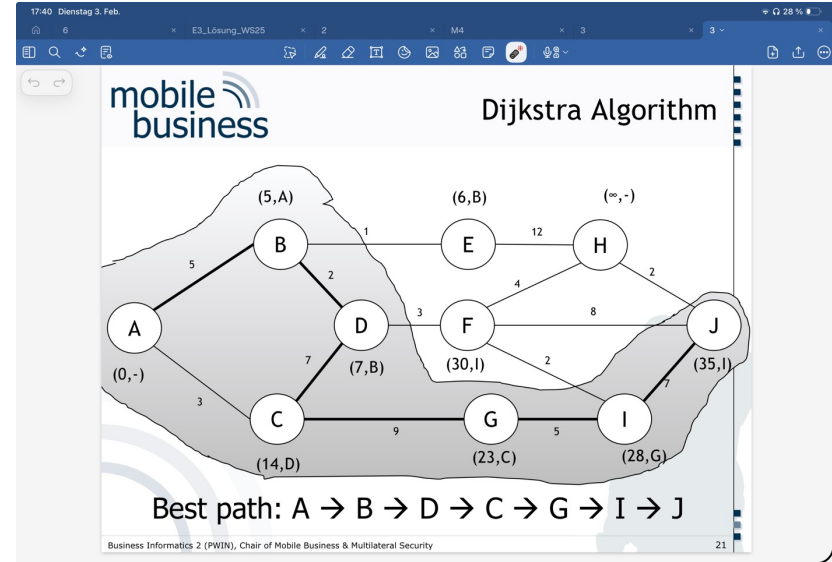 17:40 Dienstag 3. Feb.
28 %
6
E3_Lösung_WS25
2
M4
3
3
mobile
business
Dijkstra Algorithm
(5,A)
(6,B)
(∞,-)
B
1
E
12
H
5
2
4
2
A
D
3
F
8
J
(0,-)
7
(7,B)
(30,I)
2
(35,I)
3
7
C
9
G
5
I
(14,D)
(23,C)
(28,G)
Best path: A → B → D → C → G → I → J
Business Informatics 2 (PWIN), Chair of Mobile Business & Multilateral Security
21